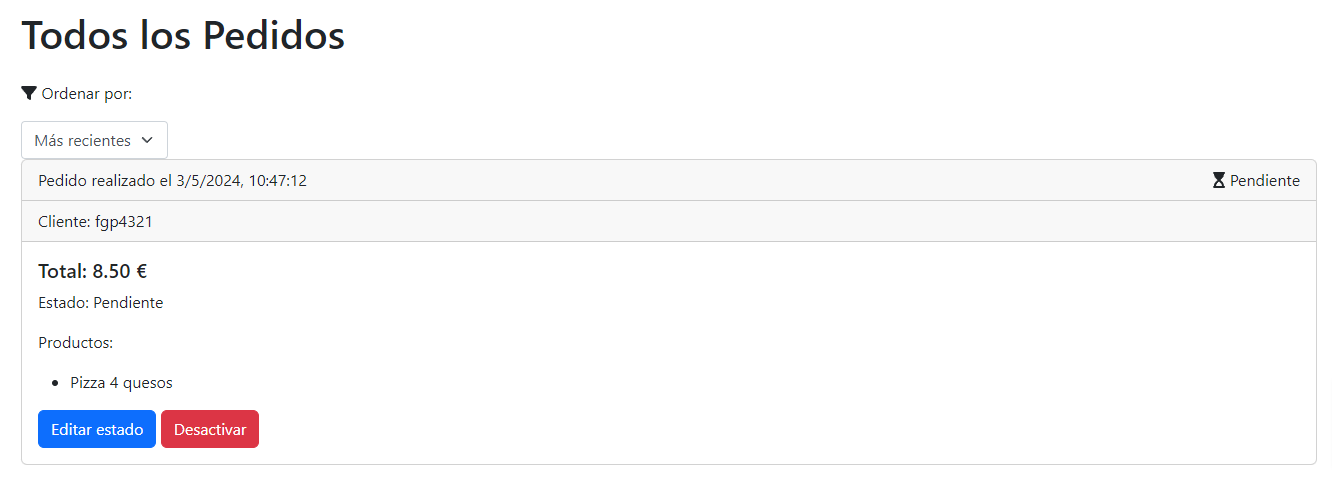 Todos los Pedidos
Ordenar por:
Más recientes
Pedido realizado el 3/5/2024, 10:47:12 Pendiente
Cliente: fgp4321
Total: 8.50 €
Estado: Pendiente
Productos:
• Pizza 4 quesos
Editar estado Desactivar